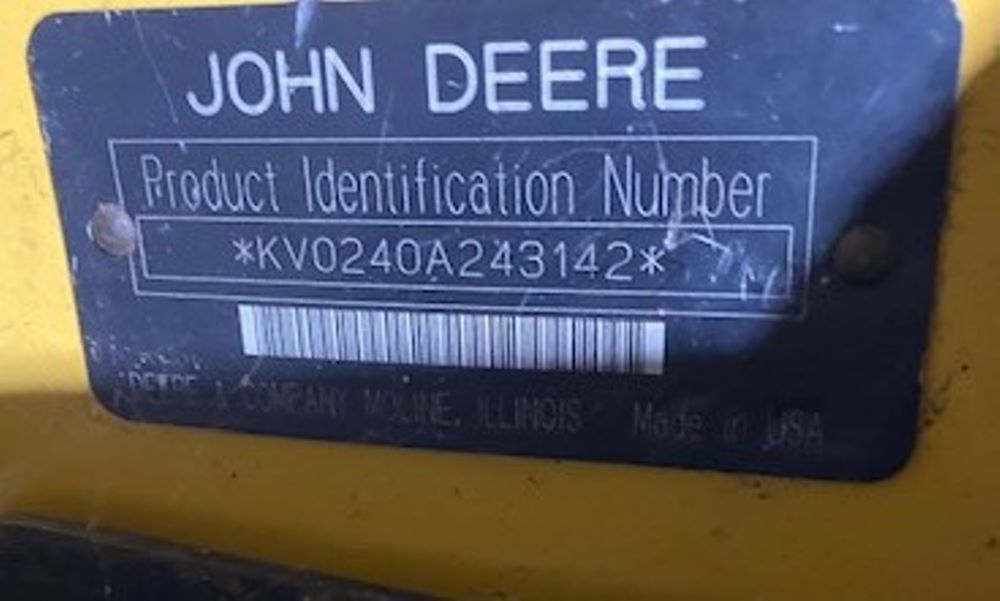 JOHN DEERE
Product Identification Number
*KV0240A243142*
DEERE & COMPANY MOLINE, ILLINOIS Made in USA